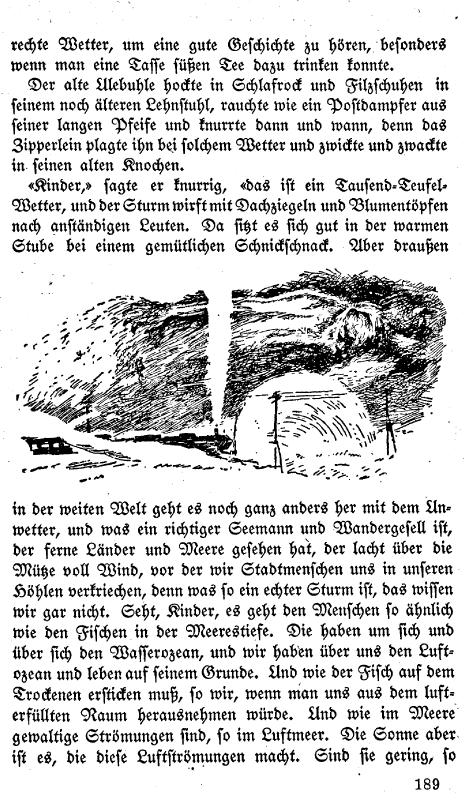 rechte Wetter, um eine gute Geschichte zu hören, besonders
wenn man eine Tasse süßen Tee dazu trinken konnte.
Der alte Ulebuhle hockte in Schlafrock und Filzschuhen in
seinem noch älteren Lehnstuhl, rauchte wie ein Postdampfer aus
seiner langen Pfeife und knurrte dann und wann, denn das
Zipperlein plagte ihn bei solchem Wetter und zwickte und zwackte
in seinen alten Knochen.
«Kinder,» sagte er knurrig, «das ist ein Tausend-Teufel-
Wetter, und der Sturm wirft mit Dachziegeln und Blumentöpfen
nach anständigen Leuten. Da sitzt es sich gut in der warmen
Stube bei einem gemütlichen Schnickschnack. Aber draußen
in der weiten Welt geht es noch ganz anders her mit dem Un-
wetter, und was ein richtiger Seemann und Wandergesell ist,
der ferne Länder und Meere gesehen hat, der lacht über die
Mütze voll Wind, vor der wir Stadtmenschen uns in unseren
Höhlen verkriechen, denn was so ein echter Sturm ist, das wissen
wir gar nicht. Seht, Kinder, es geht den Menschen so ähnlich
wie den Fischen in der Meerestiefe. Die haben um sich und
über sich den Wasserozean, und wir haben über uns den Luft-
ozean und leben auf seinem Grunde. Und wie der Fisch auf dem
Trockenen ersticken muß, so wir, wenn man uns aus dem luft-
erfüllten Raum herausnehmen würde. Und wie im Meere
gewaltige Strömungen sind, so im Luftmeer. Die Sonne aber
ist es, die diese Luftströmungen macht. Sind sie gering, so
189